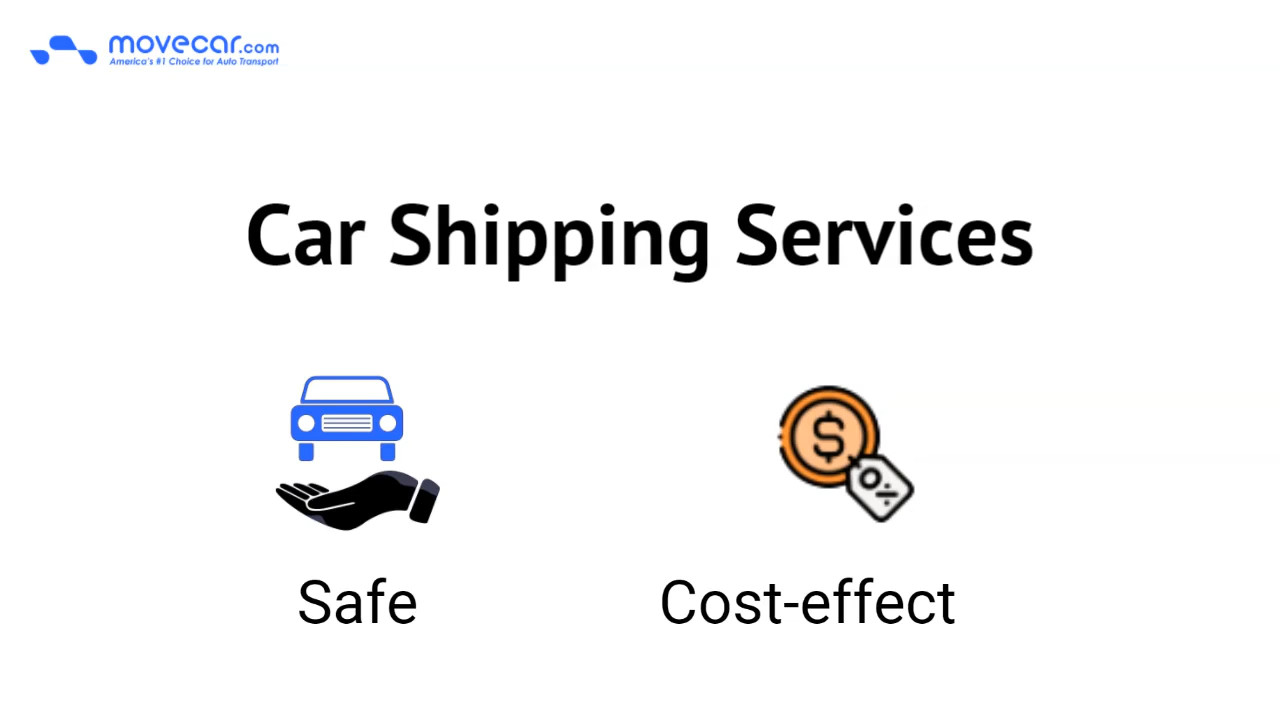 movecar.com
America's #1 Choice for Auto Transport
Car Shipping Services
$
%
Safe
Cost-effect